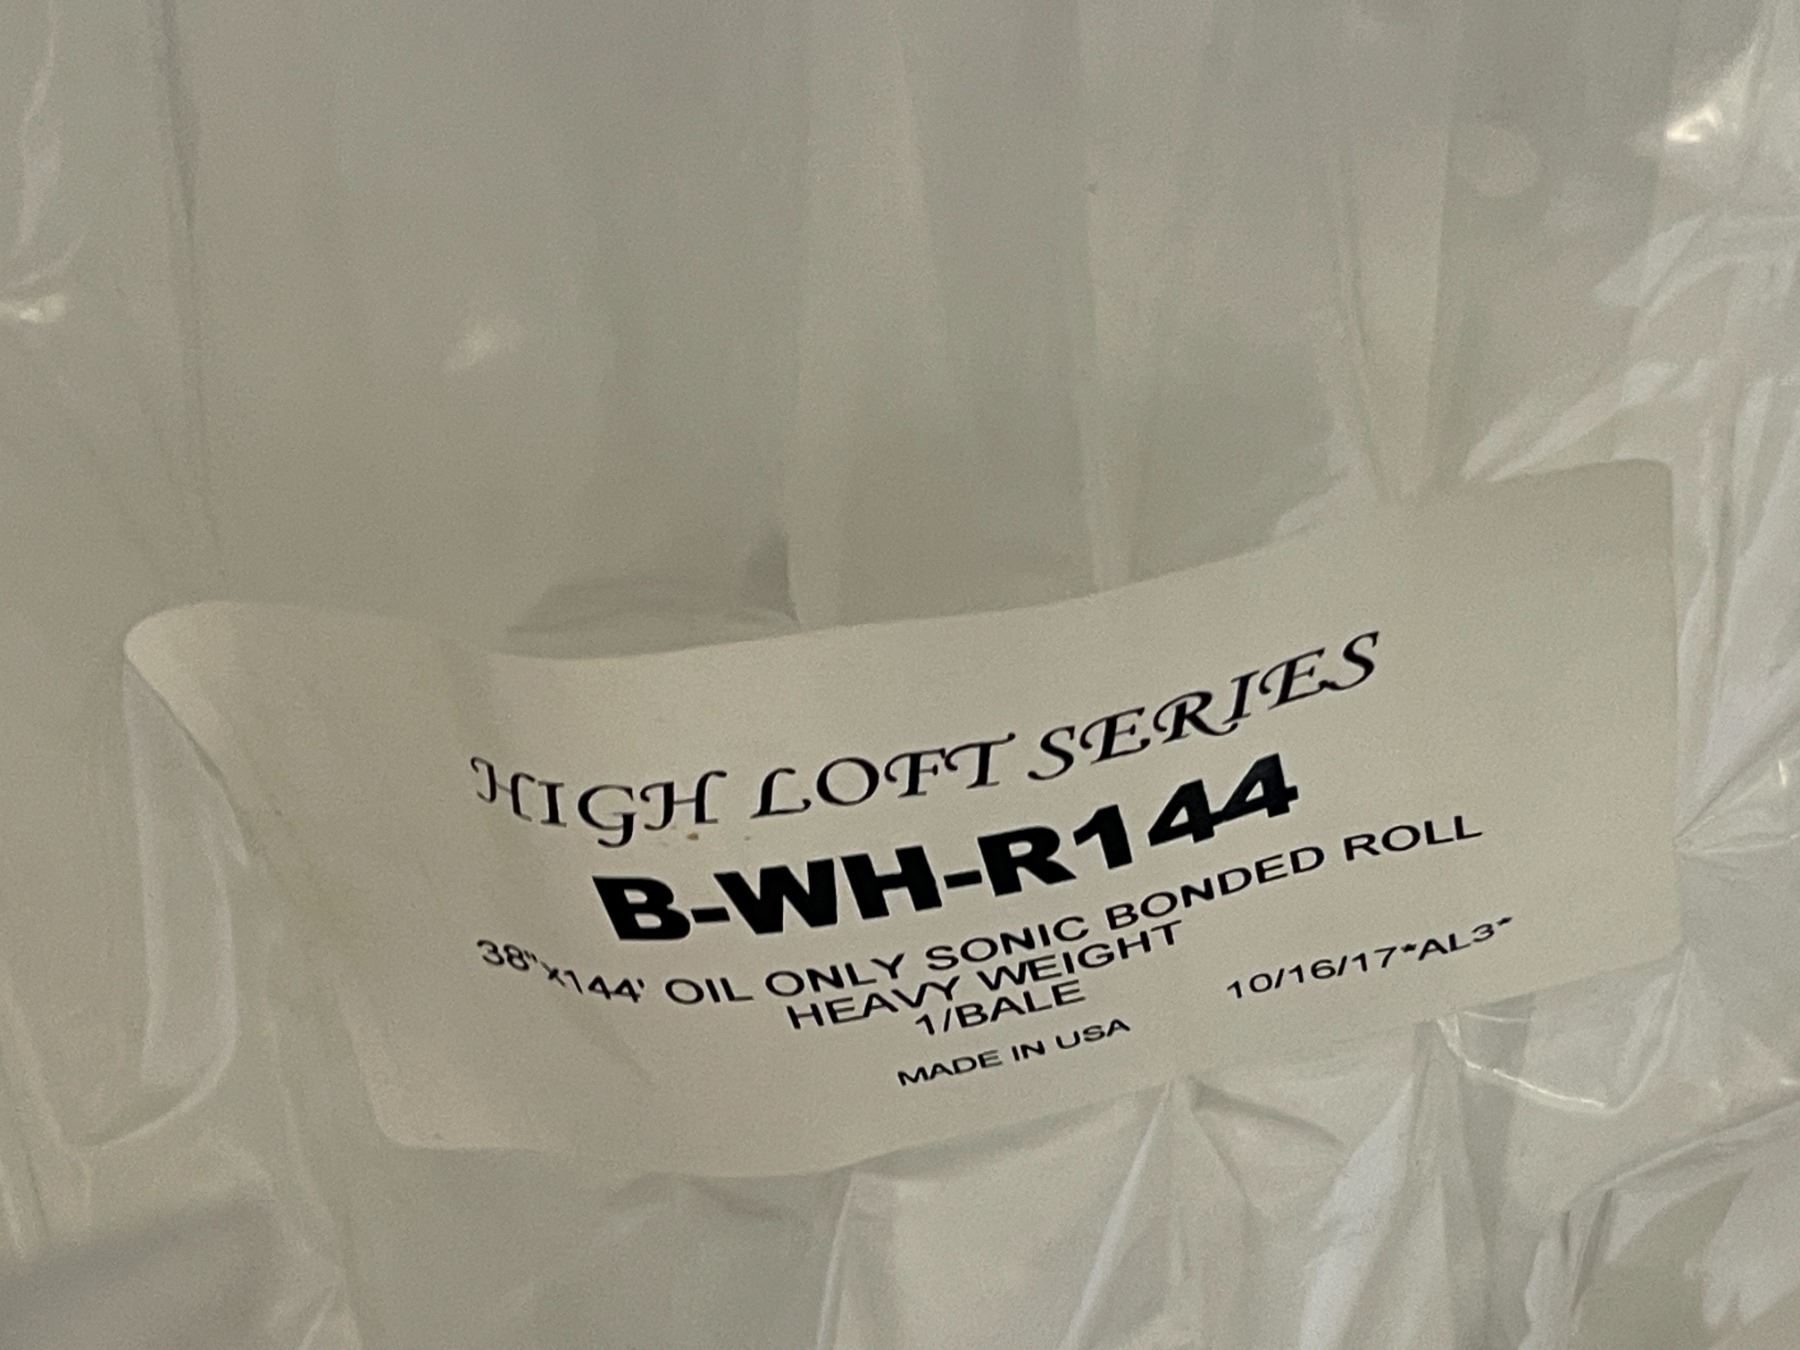 HIGH LOFT SERIES
B-WH-R144
38"x144' OIL ONLY SONIC BONDED ROLL
HEAVY WEIGHT
1/BALE
10/16/17*AL3*
MADE IN USA